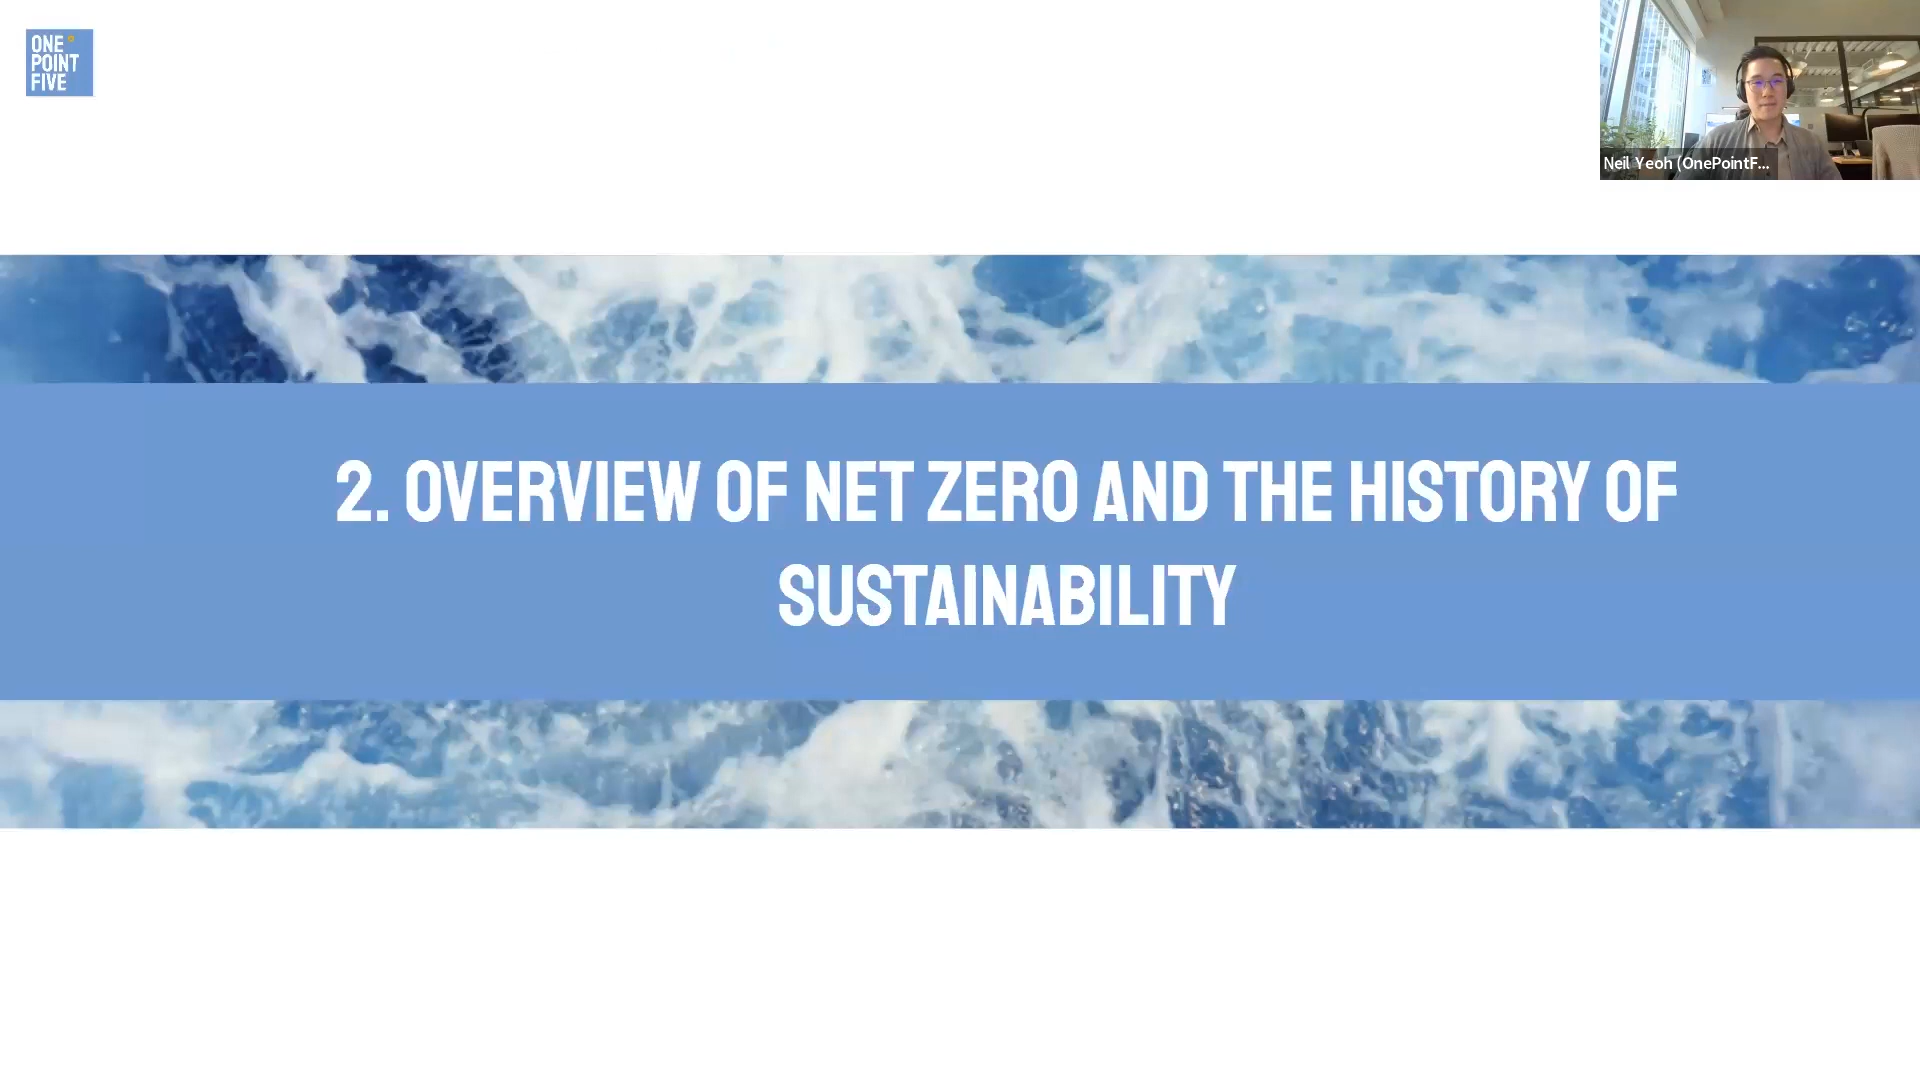 ONE
POINT
FIVE
Neil Yeoh (OnePointF...
2. OVERVIEW OF NET ZERO AND THE HISTORY OF
SUSTAINABILITY